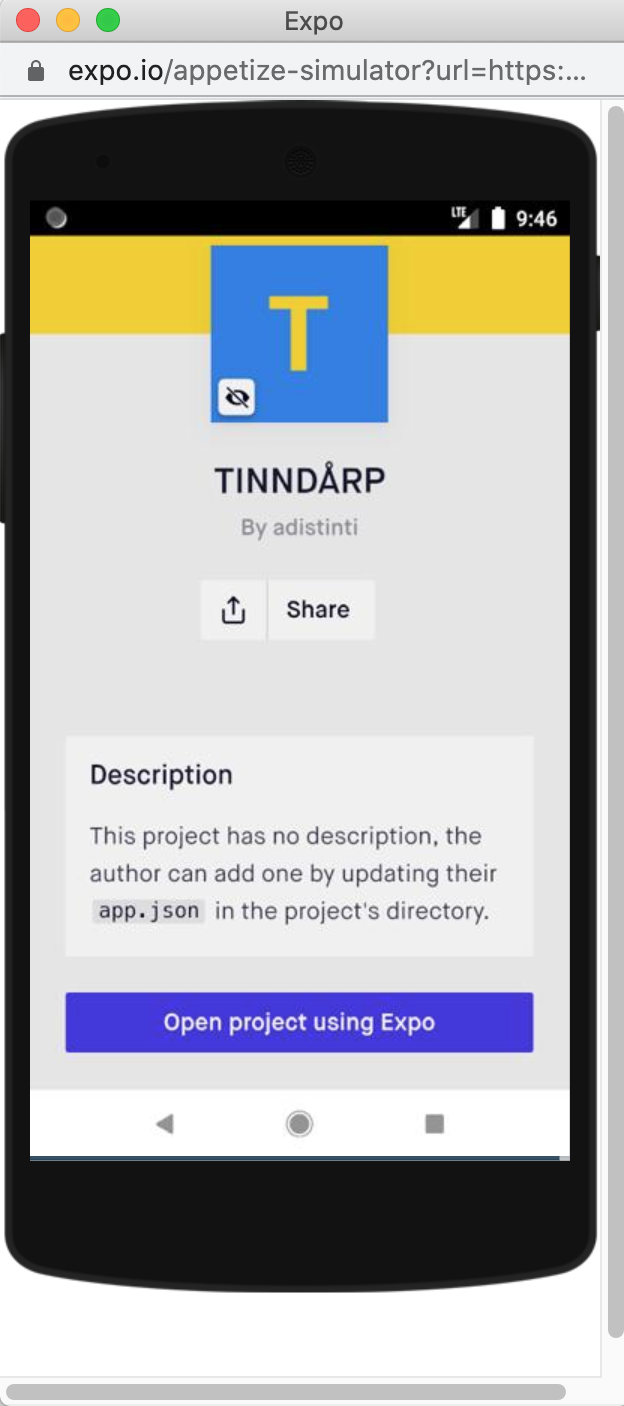 Expo
expo.io/appetize-simulator?url=https:...
LTE 9:46
T
TINNDÅRP
By adistinti
Share
Description
This project has no description, the
author can add one by updating their
app.json in the project's directory.
Open project using Expo